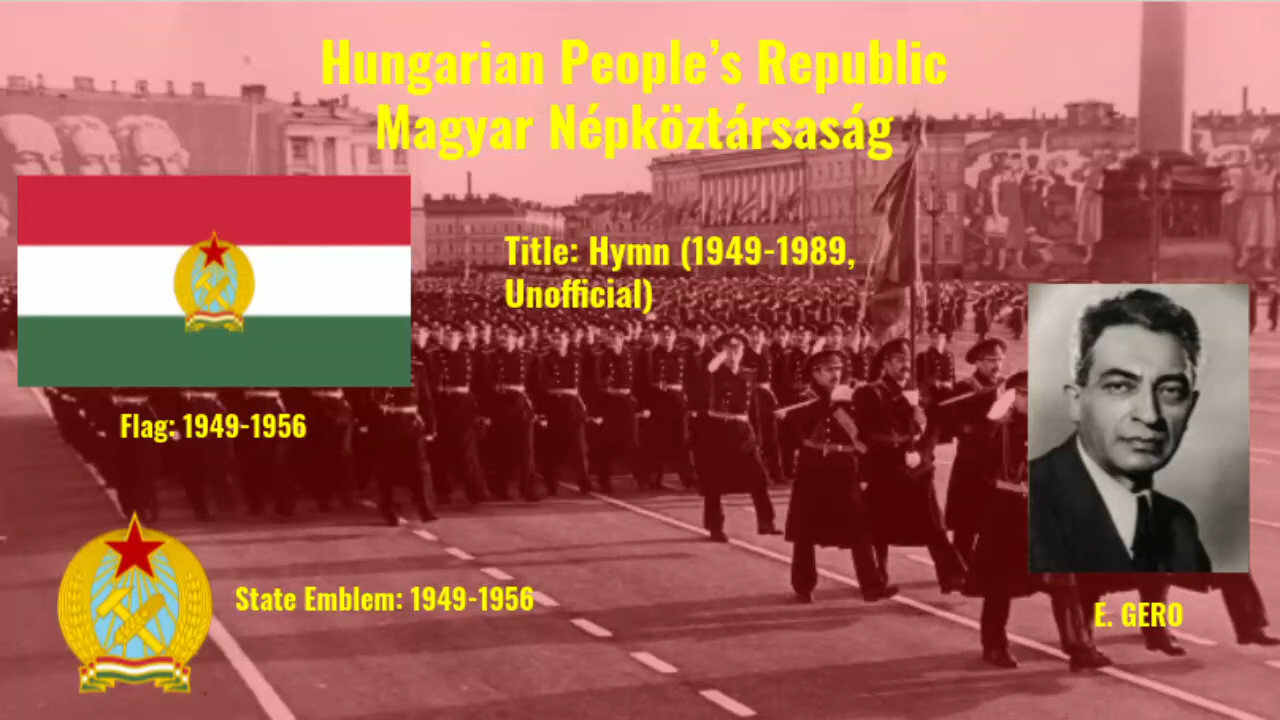 Hungarian People’s Republic
Magyar Népköztársaság
Title: Hymn (1949-1989,
Unofficial)
Flag: 1949-1956
State Emblem: 1949-1956
E. GERO